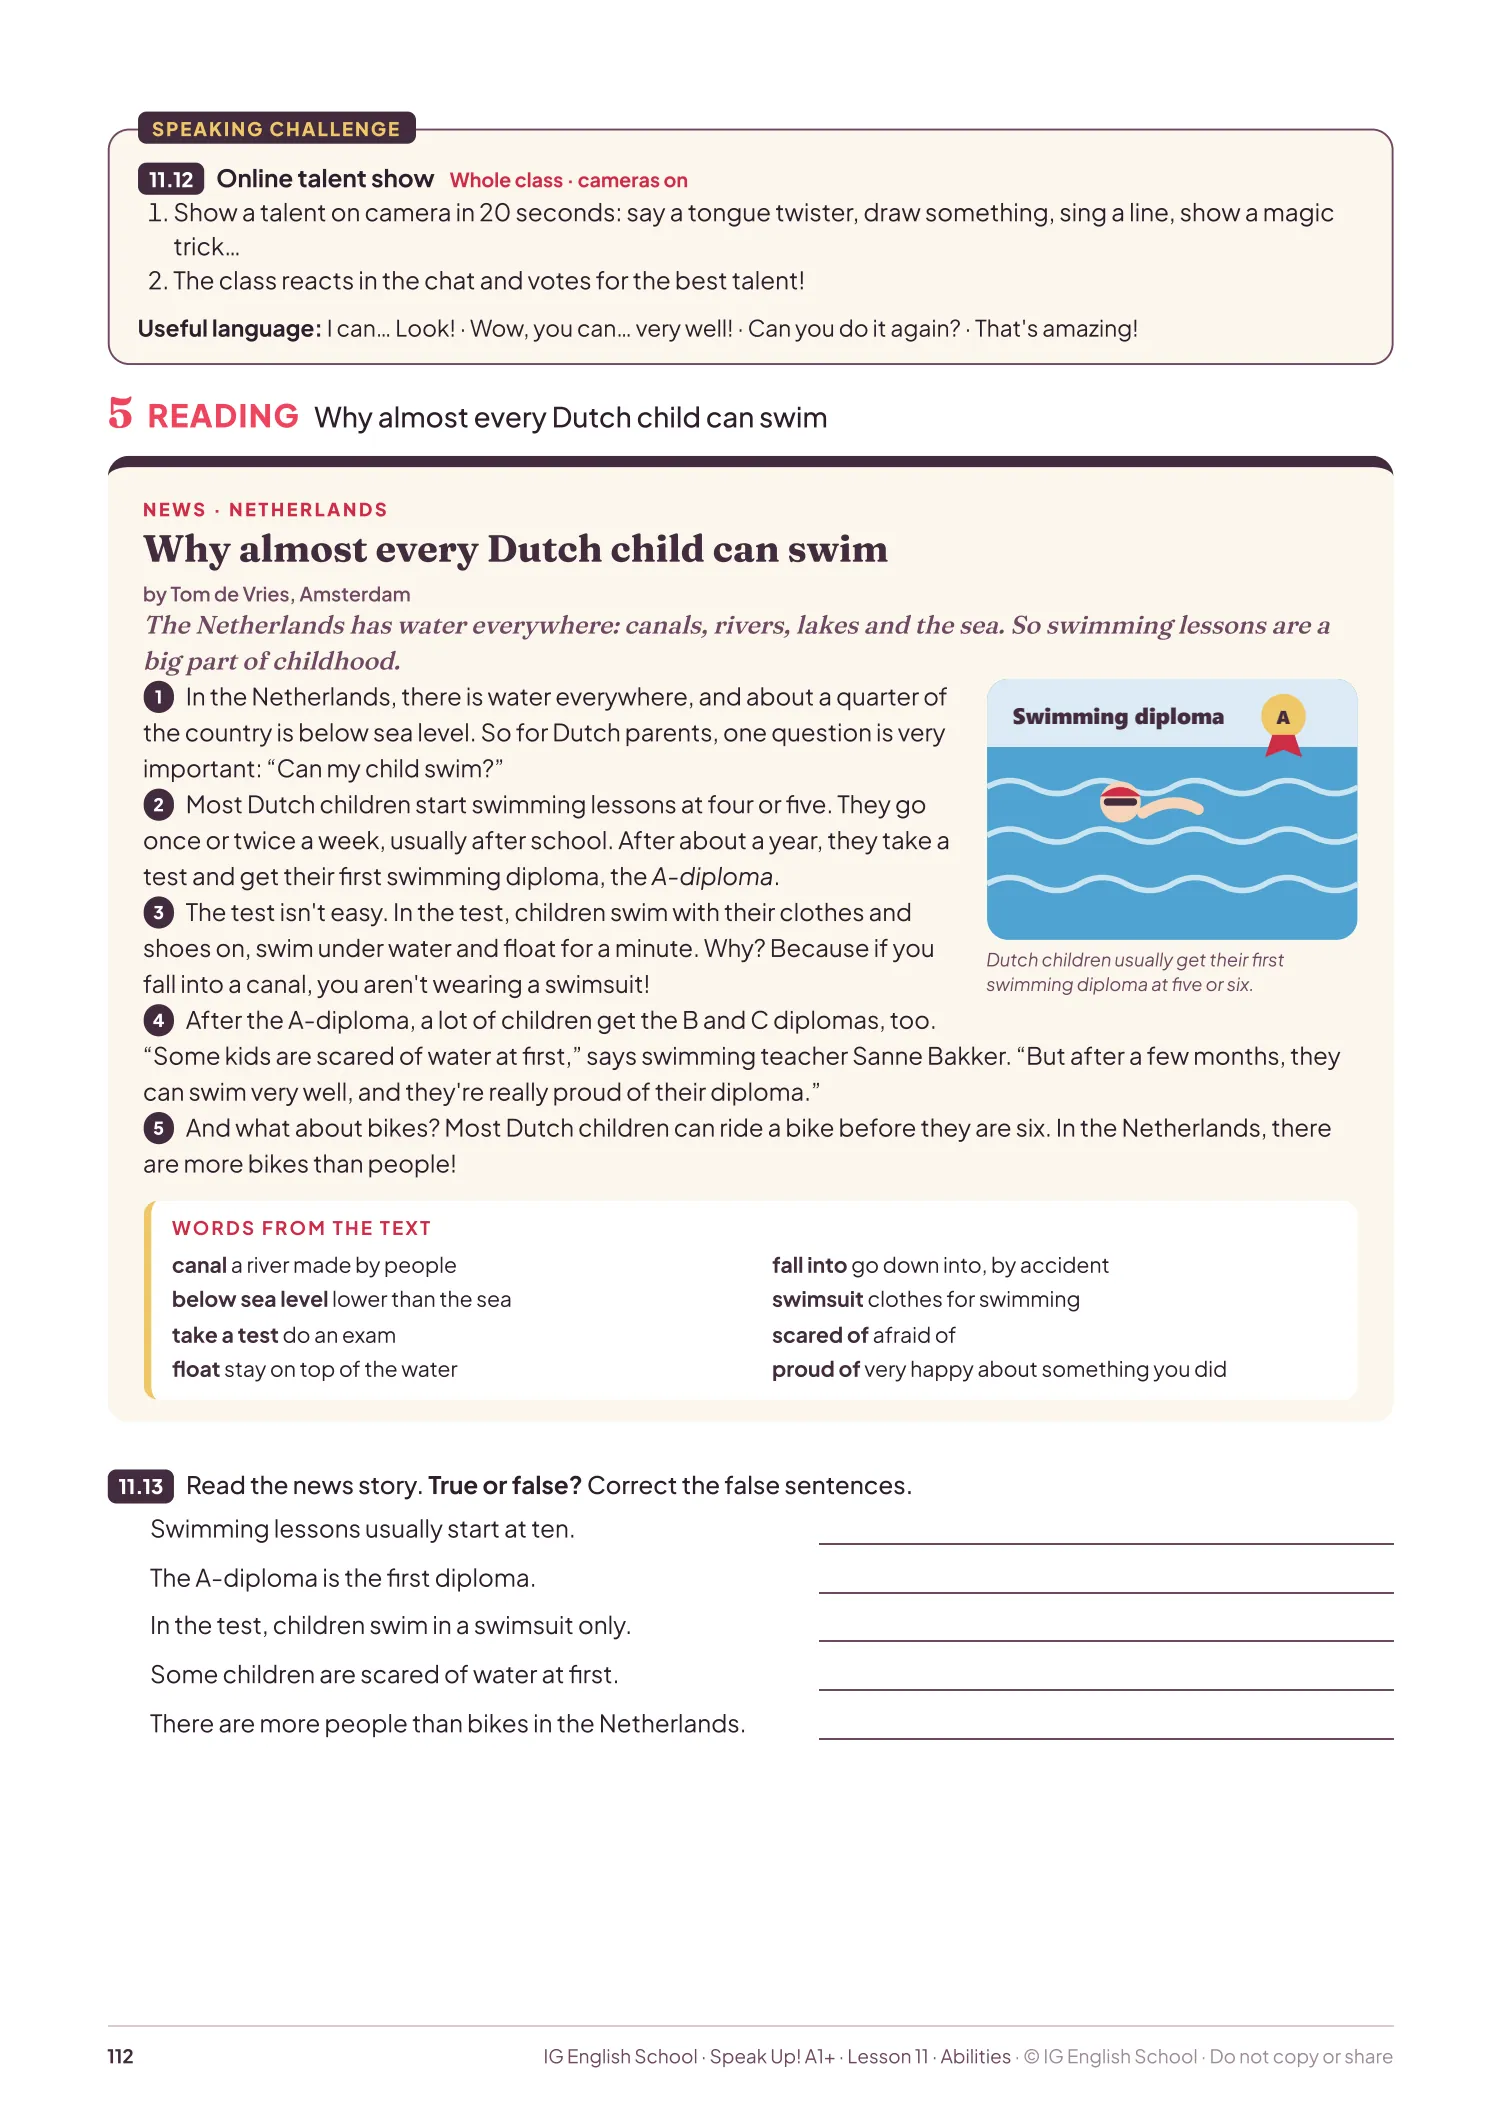 SPEAKING CHALLENGE
11.12 Online talent show Whole class · cameras on
1. Show a talent on camera in 20 seconds: say a tongue twister, draw something, sing a line, show a magic
trick…
2. The class reacts in the chat and votes for the best talent!
Useful language: I can… Look! · Wow, you can… very well! · Can you do it again? · That's amazing!
5 READING Why almost every Dutch child can swim
NEWS · NETHERLANDS
Why almost every Dutch child can swim
by Tom de Vries, Amsterdam
The Netherlands has water everywhere: canals, rivers, lakes and the sea. So swimming lessons are a
big part of childhood.
1 In the Netherlands, there is water everywhere, and about a quarter of
the country is below sea level. So for Dutch parents, one question is very
important: “Can my child swim?”
2 Most Dutch children start swimming lessons at four or five. They go
once or twice a week, usually after school. After about a year, they take a
test and get their first swimming diploma, the A-diploma.
3 The test isn't easy. In the test, children swim with their clothes and
shoes on, swim under water and float for a minute. Why? Because if you
fall into a canal, you aren't wearing a swimsuit!
Swimming diploma
A
Dutch children usually get their first
swimming diploma at five or six.
4 After the A-diploma, a lot of children get the B and C diplomas, too.
“Some kids are scared of water at first,” says swimming teacher Sanne Bakker. “But after a few months, they
can swim very well, and they're really proud of their diploma.”
5 And what about bikes? Most Dutch children can ride a bike before they are six. In the Netherlands, there
are more bikes than people!
WORDS FROM THE TEXT
canal a river made by people
below sea level lower than the sea
take a test do an exam
float stay on top of the water
fall into go down into, by accident
swimsuit clothes for swimming
scared of afraid of
proud of very happy about something you did
11.13 Read the news story. True or false? Correct the false sentences.
Swimming lessons usually start at ten.
The A-diploma is the first diploma.
In the test, children swim in a swimsuit only.
Some children are scared of water at first.
There are more people than bikes in the Netherlands.
112
IG English School · Speak Up! A1+ · Lesson 11 · Abilities · © IG English School · Do not copy or share